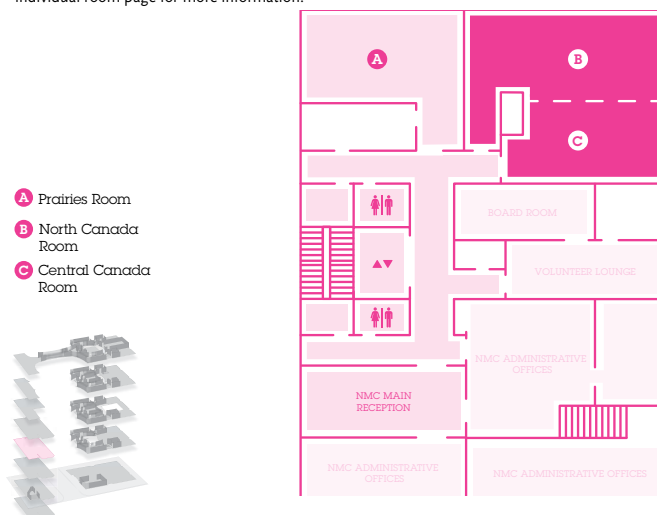 individual room page for more information.
A
B
C
A Prairies Room
B North Canada
Room
C Central Canada
Room
BOARD ROOM
VOLUNTEER LOUNGE
NMC ADMINISTRATIVE
OFFICES
NMC MAIN
RECEPTION
NMC ADMINISTRATIVE
OFFICES
NMC ADMINISTRATIVE OFFICES